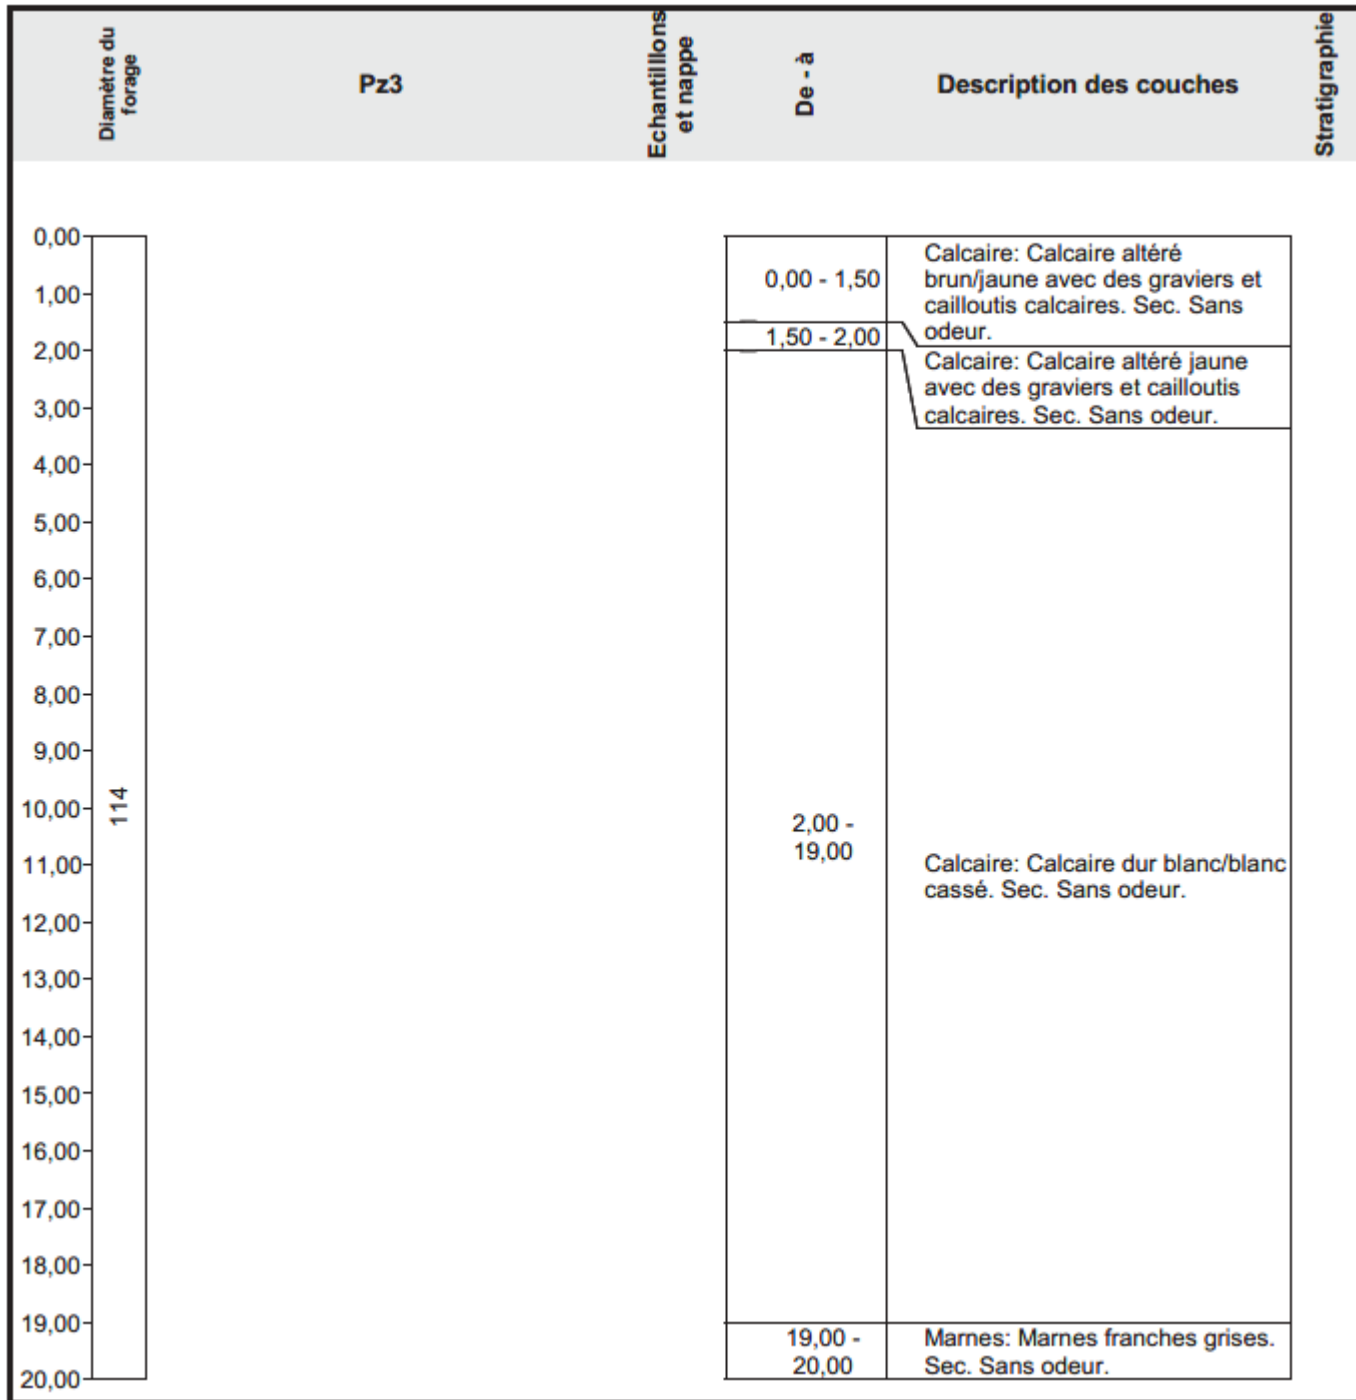 Diamètre du
forage
Pz3
Echantillons
et nappe
De - à
Description des couches
Stratigraphie
0,00
1,00
2,00
3,00
4,00
5,00
6,00
7,00
8,00
9,00
10,00
11,00
12,00
13,00
14,00
15,00
16,00
17,00
18,00
19,00
20,00
114
0,00 - 1,50
Calcaire: Calcaire altéré
brun/jaune avec des graviers et
cailloutis calcaires. Sec. Sans
odeur.
1,50 - 2,00
Calcaire: Calcaire altéré jaune
avec des graviers et cailloutis
calcaires. Sec. Sans odeur.
2,00 -
19,00
Calcaire: Calcaire dur blanc/blanc
cassé. Sec. Sans odeur.
19,00 -
20,00
Marnes: Marnes franches grises.
Sec. Sans odeur.